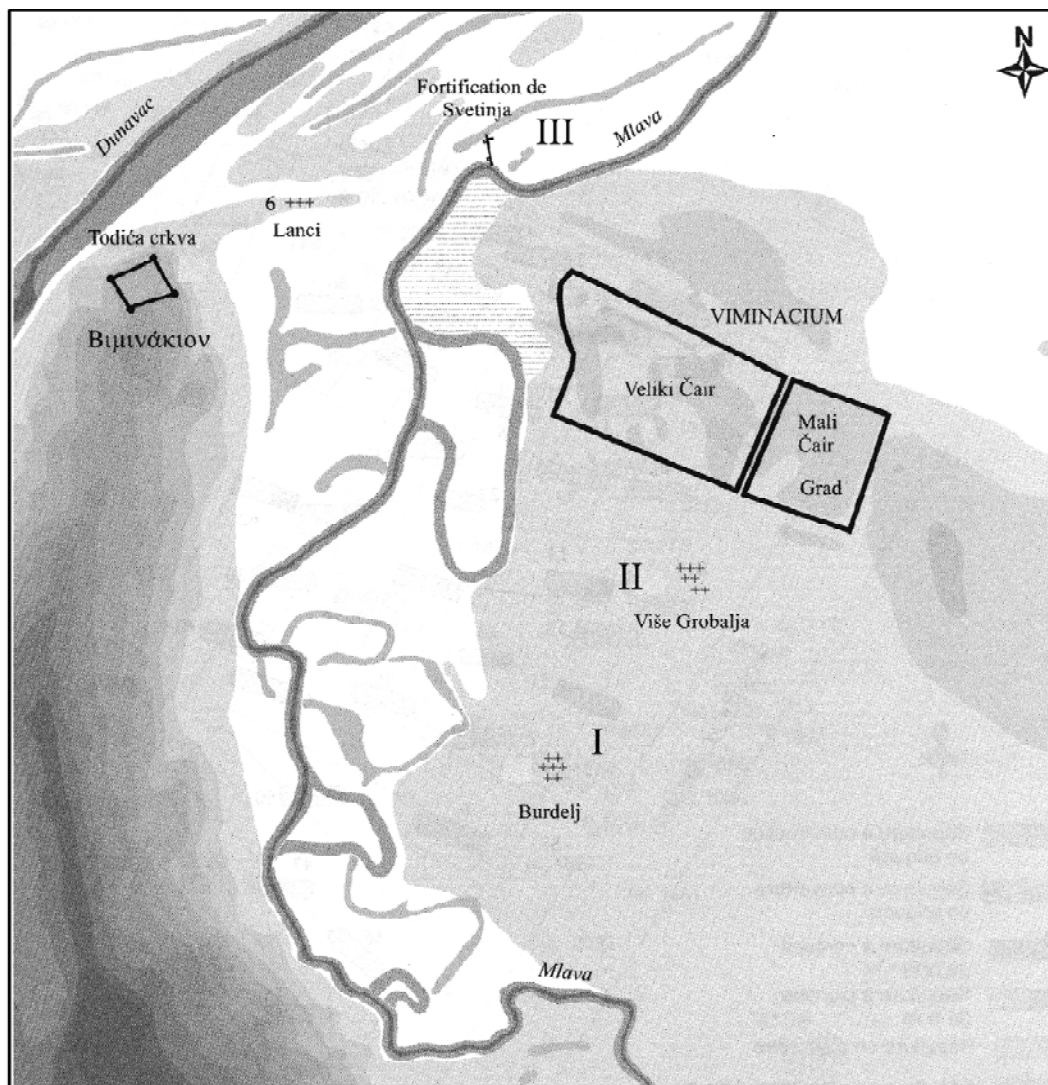 N
Fortification de
Svetinja
III
Mlava
Dunavac
6
Lanci
Todića crkva
Βιμινάκιον
VIMINACIUM
Veliki Čair
Mali
Čair
Grad
II
Više Grobalja
I
Burdelj
Mlava